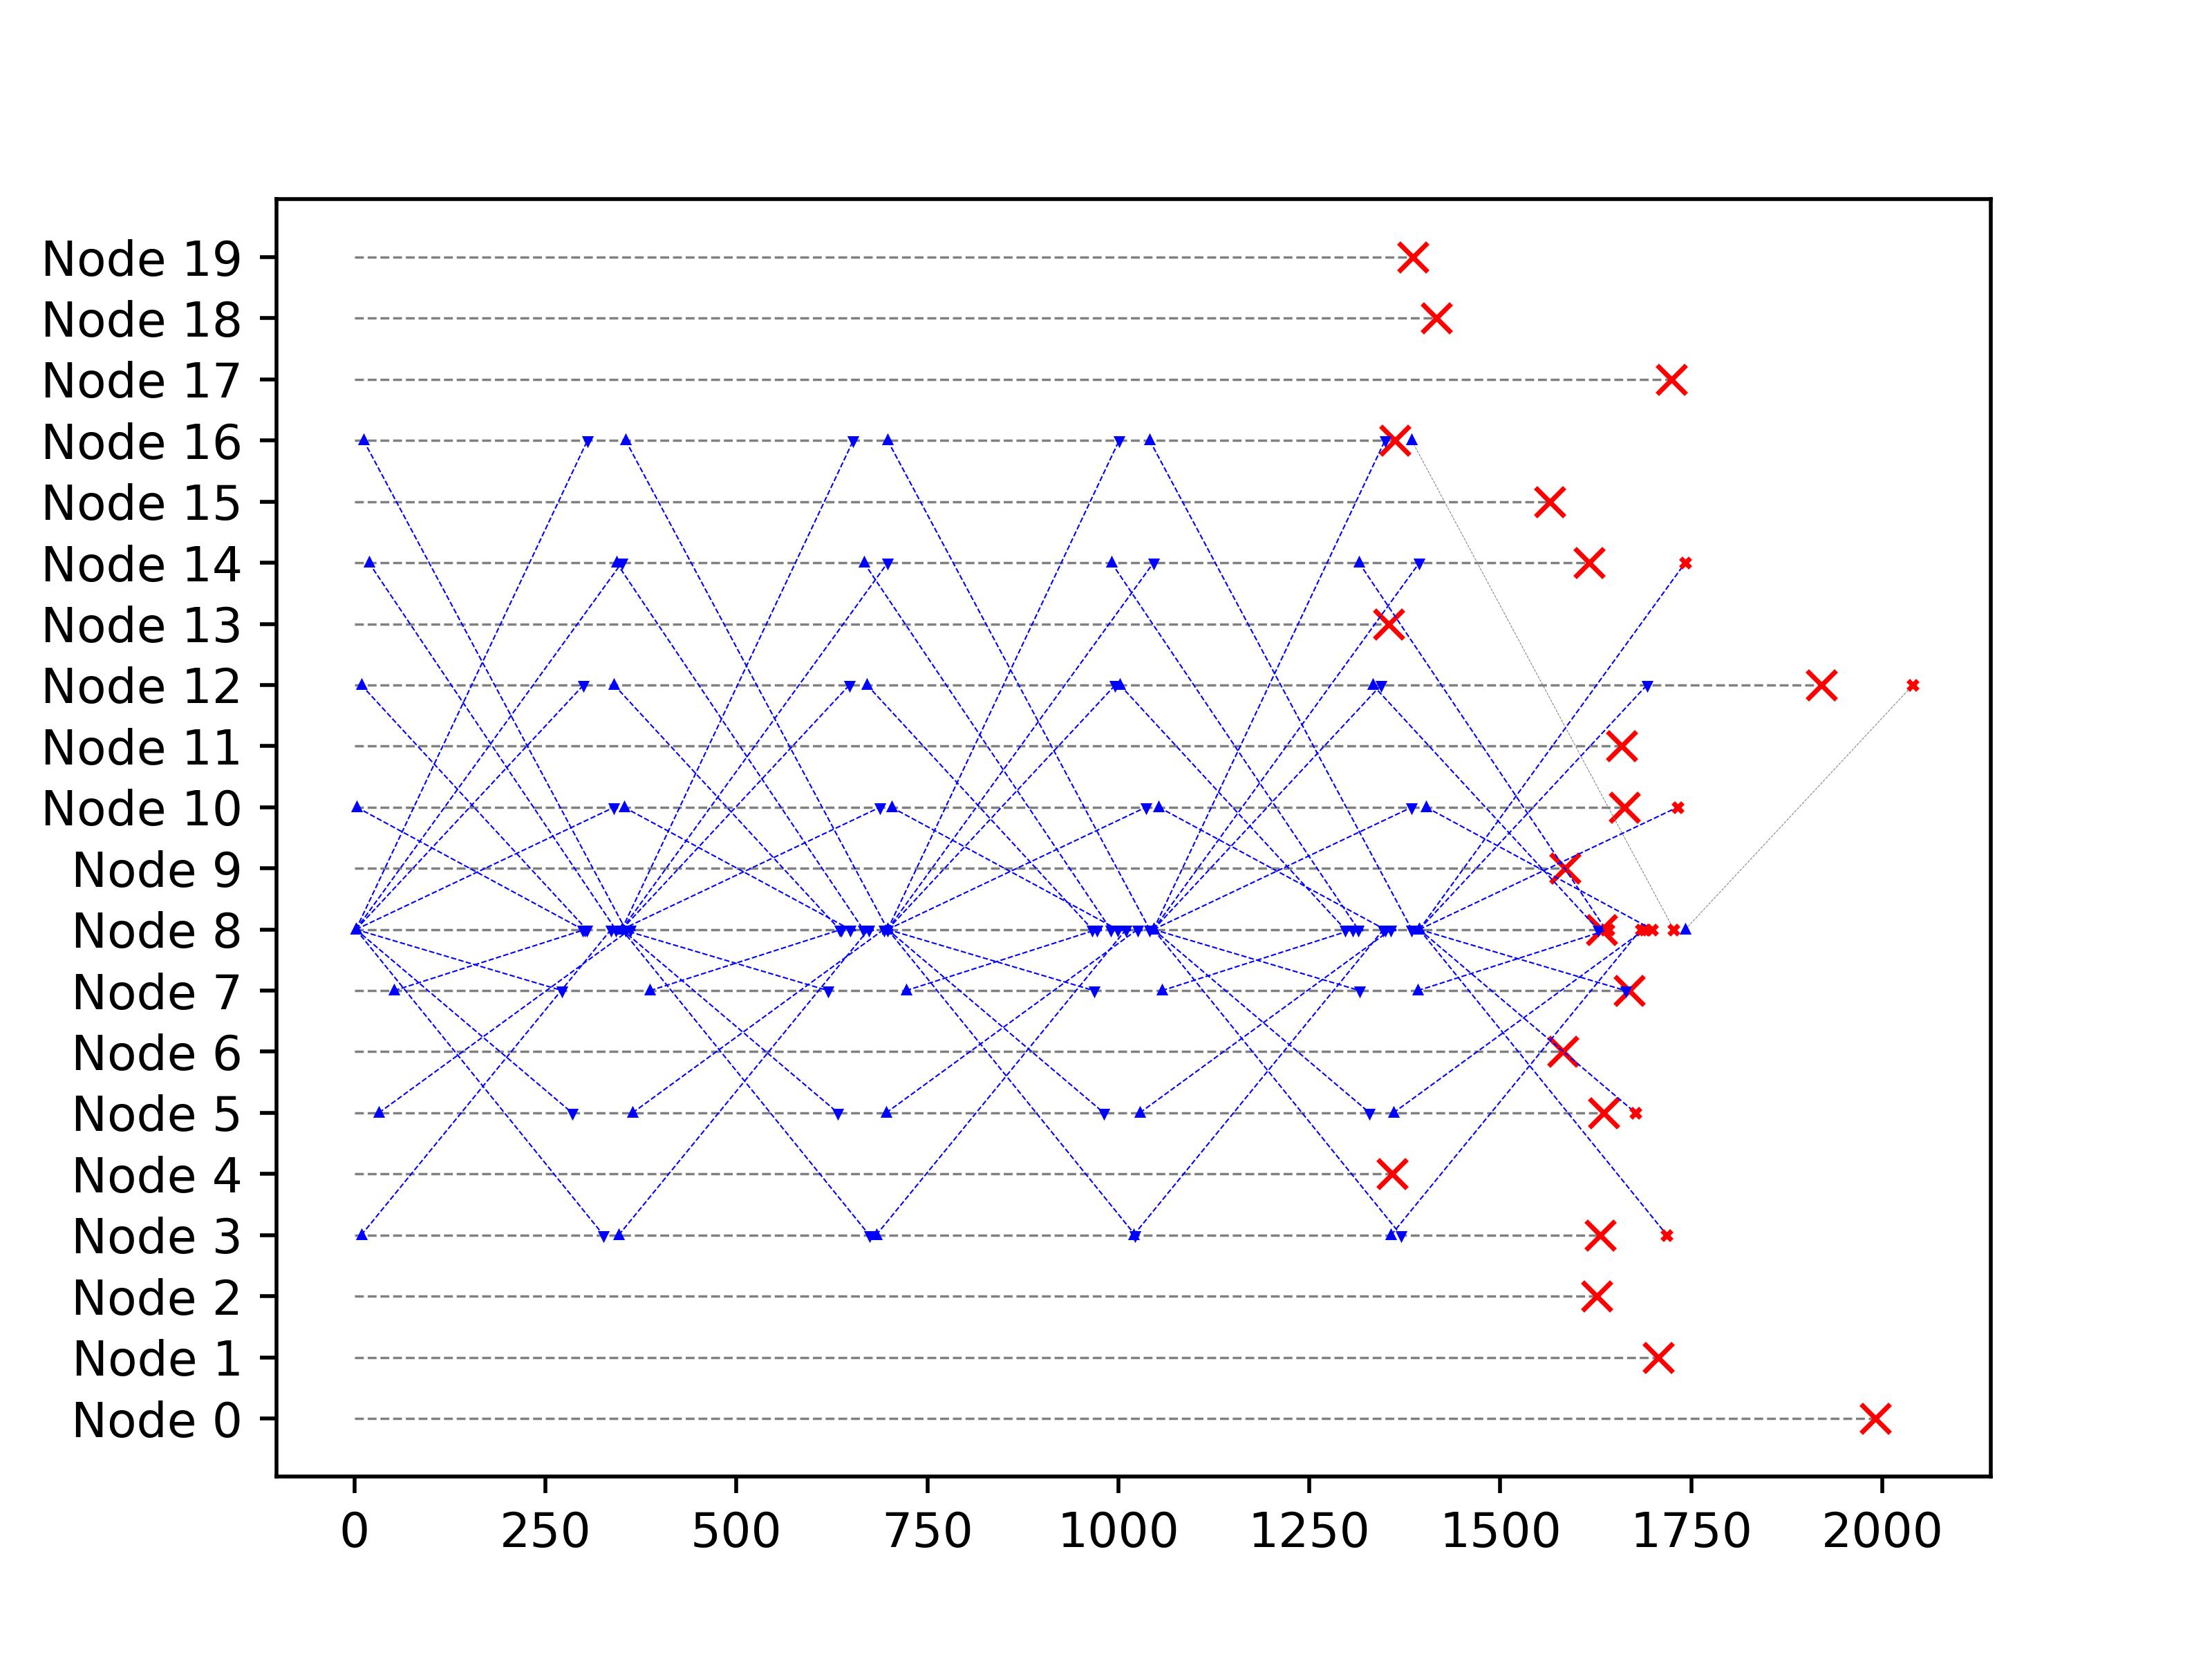 Node 19
Node 18
Node 17
Node 16
Node 15
Node 14
Node 13
Node 12
Node 11
Node 10
Node 9
Node 8
Node 7
Node 6
Node 5
Node 4
Node 3
Node 2
Node 1
Node 0
0 250 500 750 1000 1250 1500 1750 2000